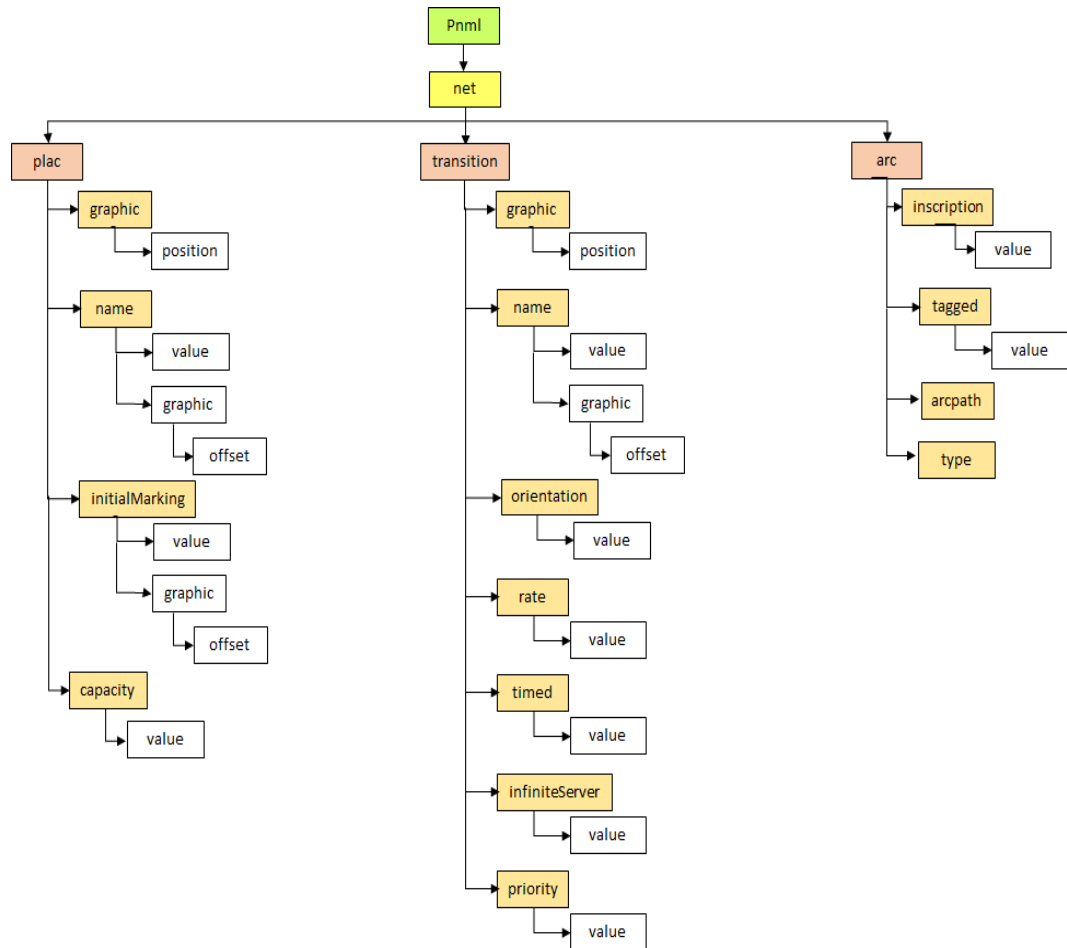 Pnml
net
plac
transition
arc
graphic
position
name
value
graphic
offset
initialMarking
value
graphic
offset
capacity
value
graphic
position
name
value
graphic
offset
orientation
value
rate
value
timed
value
infiniteServer
value
priority
value
inscription
value
tagged
value
arcpath
type